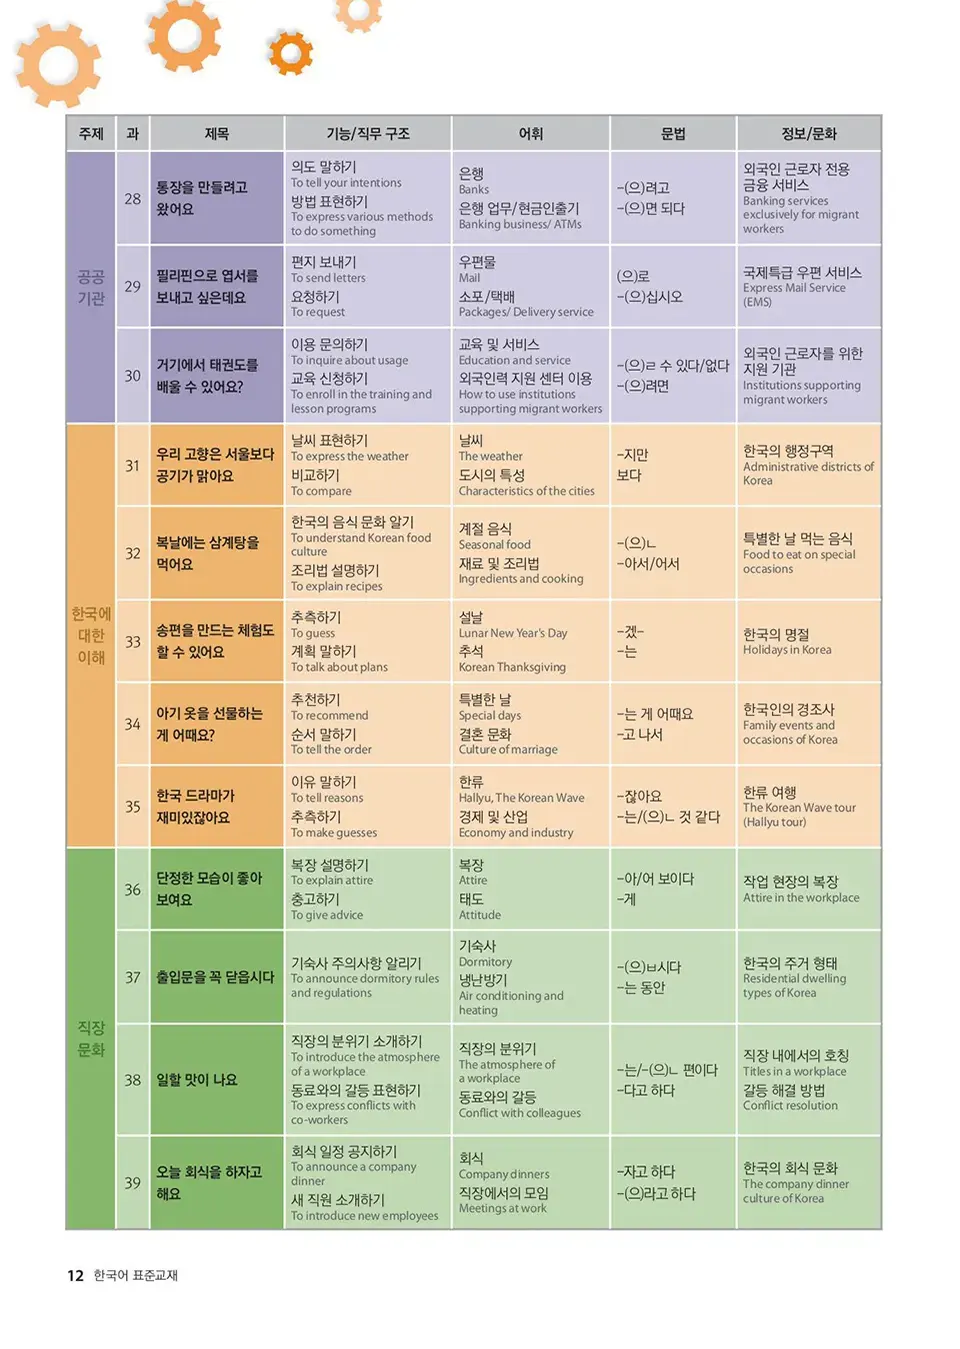 주제 과 제목 기능/직무 구조 어휘 문법 정보/문화
공공
기관
28
통장을 만들려고
왔어요
의도 말하기
To tell your intentions
방법 표현하기
To express various methods
to do something
은행
Banks
은행 업무/현금인출기
Banking business/ ATMs
-(으)려고
-(으)면 되다
외국인 근로자 전용
금융 서비스
Banking services
exclusively for migrant
workers
29
필리핀으로 엽서를
보내고 싶은데요
편지 보내기
To send letters
요청하기
To request
우편물
Mail
소포/택배
Packages/ Delivery service
(으)로
-(으)십시오
국제특급 우편 서비스
Express Mail Service
(EMS)
30
거기에서 태권도를
배울 수 있어요?
이용 문의하기
To inquire about usage
교육 신청하기
To enroll in the training and
lesson programs
교육 및 서비스
Education and service
외국인력 지원 센터 이용
How to use institutions
supporting migrant workers
-(으)ㄹ 수 있다/없다
-(으)려면
외국인 근로자를 위한
지원 기관
Institutions supporting
migrant workers
한국에
대한
이해
31
우리 고향은 서울보다
공기가 맑아요
날씨 표현하기
To express the weather
비교하기
To compare
날씨
The weather
도시의 특성
Characteristics of the cities
-지만
보다
한국의 행정구역
Administrative districts of
Korea
32
복날에는 삼계탕을
먹어요
한국의 음식 문화 알기
To understand Korean food
culture
조리법 설명하기
To explain recipes
계절 음식
Seasonal food
재료 및 조리법
Ingredients and cooking
-(으)ㄴ
-아서/어서
특별한 날 먹는 음식
Food to eat on special
occasions
33
송편을 만드는 체험도
할 수 있어요
추측하기
To guess
계획 말하기
To talk about plans
설날
Lunar New Year's Day
추석
Korean Thanksgiving
-겠-
-는
한국의 명절
Holidays in Korea
34
아기 옷을 선물하는
게 어때요?
추천하기
To recommend
순서 말하기
To tell the order
특별한 날
Special days
결혼 문화
Culture of marriage
-는 게 어때요
-고 나서
한국인의 경조사
Family events and
occasions of Korea
35
한국 드라마가
재미있잖아요
이유 말하기
To tell reasons
추측하기
To make guesses
한류
Hallyu, The Korean Wave
경제 및 산업
Economy and industry
-잖아요
-는/(으)ㄴ 것 같다
한류 여행
The Korean Wave tour
(Hallyu tour)
직장
문화
36
단정한 모습이 좋아
보여요
복장 설명하기
To explain attire
충고하기
To give advice
복장
Attire
태도
Attitude
-아/어 보이다
-게
작업 현장의 복장
Attire in the workplace
37
출입문을 꼭 닫읍시다
기숙사 주의사항 알리기
To announce dormitory rules
and regulations
기숙사
Dormitory
냉난방기
Air conditioning and
heating
-(으)ㅂ시다
-는 동안
한국의 주거 형태
Residential dwelling
types of Korea
38
일할 맛이 나요
직장의 분위기 소개하기
To introduce the atmosphere
of a workplace
동료와의 갈등 표현하기
To express conflicts with
co-workers
직장의 분위기
The atmosphere of
a workplace
동료와의 갈등
Conflict with colleagues
-는/-(으)ㄴ 편이다
-다고 하다
직장 내에서의 호칭
Titles in a workplace
갈등 해결 방법
Conflict resolution
39
오늘 회식을 하자고
해요
회식 일정 공지하기
To announce a company
dinner
새 직원 소개하기
To introduce new employees
회식
Company dinners
직장에서의 모임
Meetings at work
-자고 하다
-(으)라고 하다
한국의 회식 문화
The company dinner
culture of Korea
12 한국어 표준교재